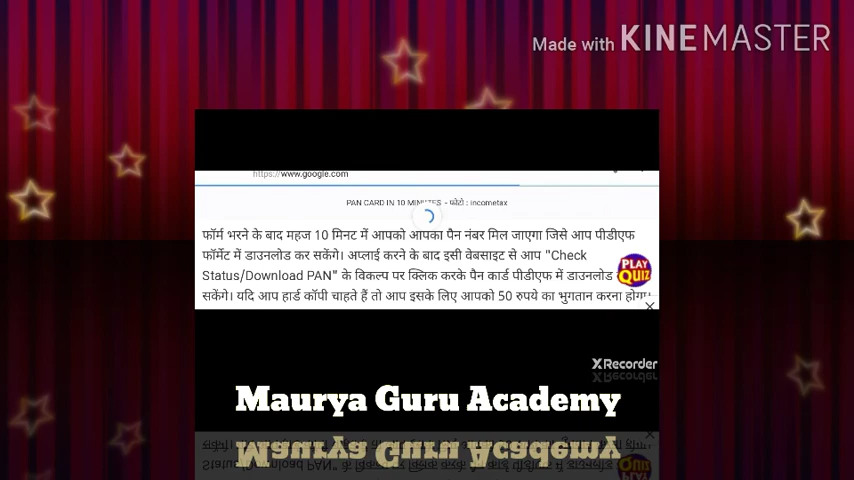 Made with KINEMASTER
https://www.google.com
PAN CARD IN 10 MINUTES - फोटो : incometax
फॉर्म भरने के बाद महज 10 मिनट में आपको आपका पैन नंबर मिल जाएगा जिसे आप पीडीएफ
फॉर्मेट में डाउनलोड कर सकेंगे। अप्लाई करने के बाद इसी वेबसाइट से आप "Check
Status/Download PAN" के विकल्प पर क्लिक करके पैन कार्ड पीडीएफ में डाउनलोड
सकेंगे। यदि आप हार्ड कॉपी चाहते हैं तो आप इसके लिए आपको 50 रुपये का भुगतान करना होगा।
PLAY
QUIZ
XRecorder
Maurya Guru Academy